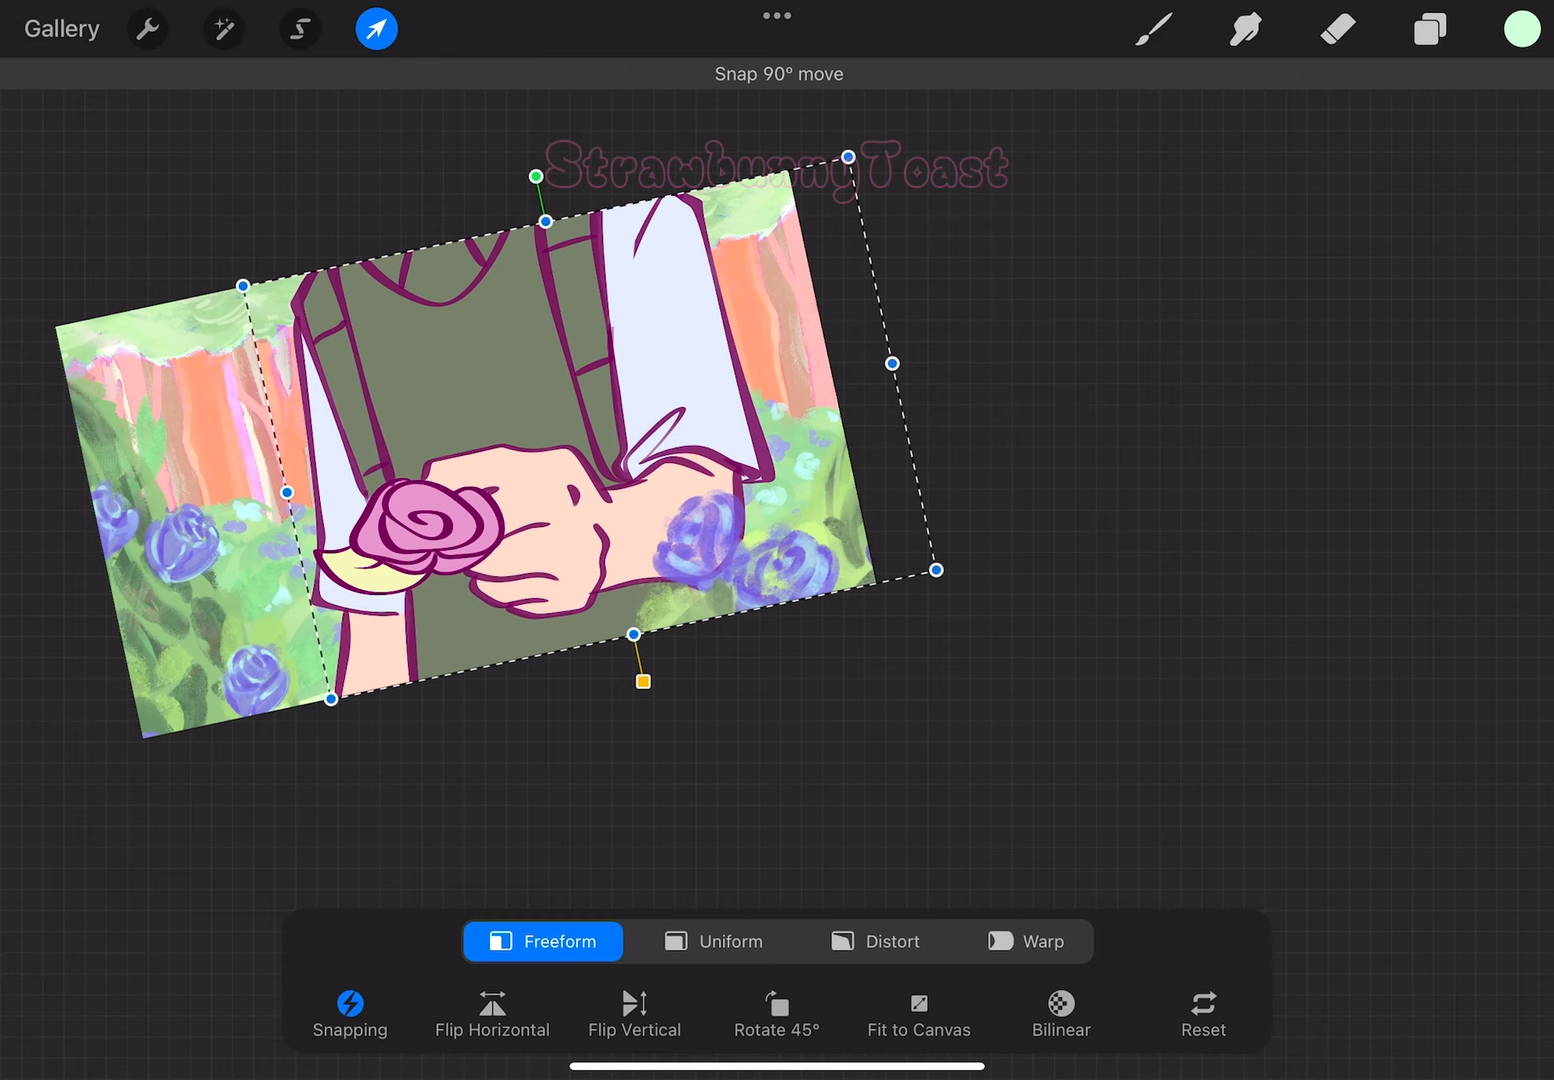 Gallery
Snap 90° move
StrawbunnyToast
Freeform
Uniform
Distort
Warp
Snapping
Flip Horizontal
Flip Vertical
Rotate 45°
Fit to Canvas
Bilinear
Reset